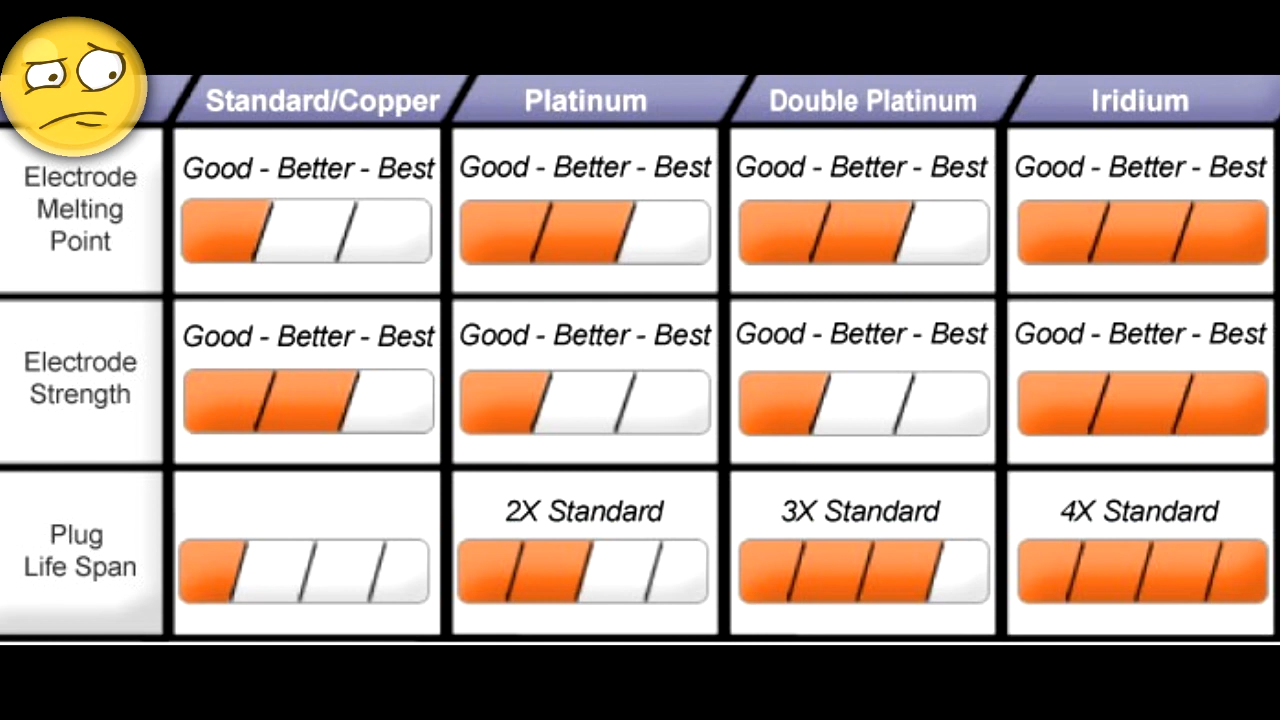 Standard/Copper Platinum Double Platinum Iridium
Electrode
Melting
Point
Good - Better - Best Good - Better - Best Good - Better - Best Good - Better - Best
Electrode
Strength
Good - Better - Best Good - Better - Best Good - Better - Best Good - Better - Best
Plug
Life Span
2X Standard 3X Standard 4X Standard